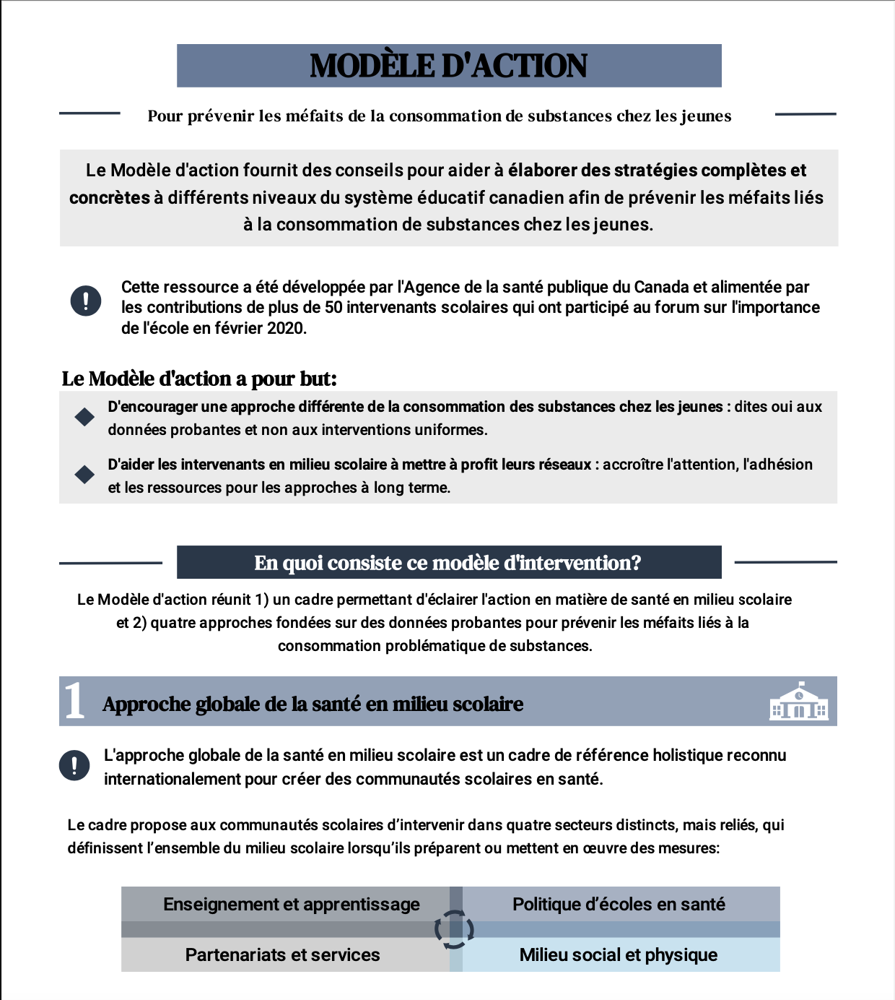 MODÈLE D'ACTION
Pour prévenir les méfaits de la consommation de substances chez les jeunes
Le Modèle d'action fournit des conseils pour aider à élaborer des stratégies complètes et
concrètes à différents niveaux du système éducatif canadien afin de prévenir les méfaits liés
à la consommation de substances chez les jeunes.
Cette ressource a été développée par l'Agence de la santé publique du Canada et alimentée par
les contributions de plus de 50 intervenants scolaires qui ont participé au forum sur l'importance
de l'école en février 2020.
Le Modèle d'action a pour but:
D'encourager une approche différente de la consommation des substances chez les jeunes : dites oui aux
données probantes et non aux interventions uniformes.
D'aider les intervenants en milieu scolaire à mettre à profit leurs réseaux : accroître l'attention, l'adhésion
et les ressources pour les approches à long terme.
En quoi consiste ce modèle d'intervention?
Le Modèle d'action réunit 1) un cadre permettant d'éclairer l'action en matière de santé en milieu scolaire
et 2) quatre approches fondées sur des données probantes pour prévenir les méfaits liés à la
consommation problématique de substances.
1 Approche globale de la santé en milieu scolaire
L'approche globale de la santé en milieu scolaire est un cadre de référence holistique reconnu
internationalement pour créer des communautés scolaires en santé.
Le cadre propose aux communautés scolaires d’intervenir dans quatre secteurs distincts, mais reliés, qui
définissent l’ensemble du milieu scolaire lorsqu’ils préparent ou mettent en œuvre des mesures:
Enseignement et apprentissage
Politique d’écoles en santé
Partenariats et services
Milieu social et physique